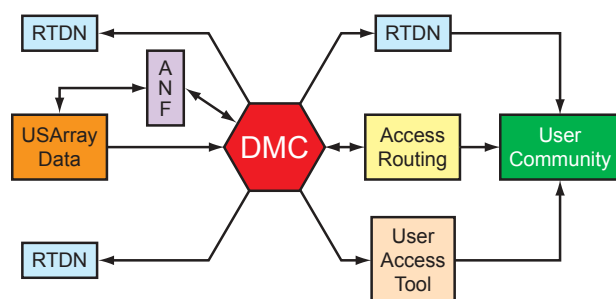 RTDN
A
N
F
RTDN
USArray
Data
DMC
Access
Routing
User
Community
RTDN
User
Access
Tool